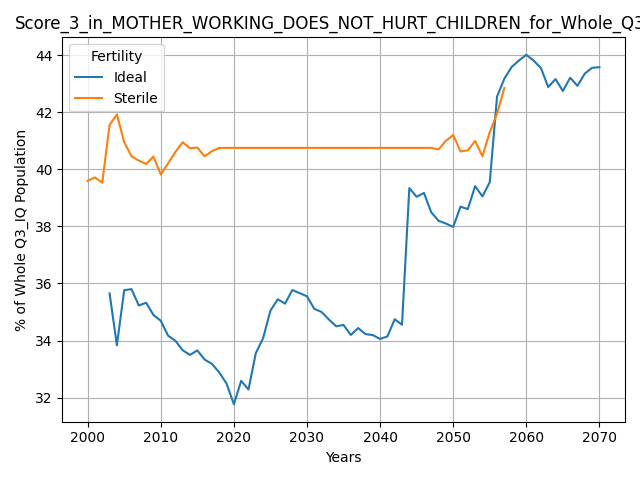 Score_3_in_MOTHER_WORKING_DOES_NOT_HURT_CHILDREN_for_Whole_Q3
Fertility
Ideal
Sterile
% of Whole Q3_IQ Population
44
42
40
38
36
34
32
2000 2010 2020 2030 2040 2050 2060 2070
Years